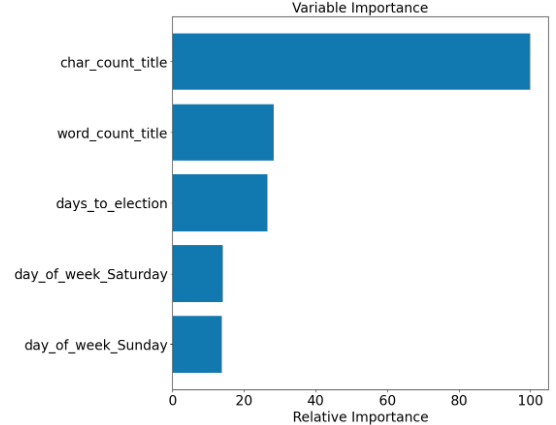 Variable Importance
char_count_title
word_count_title
days_to_election
day_of_week_Saturday
day_of_week_Sunday
0 20 40 60 80 100
Relative Importance